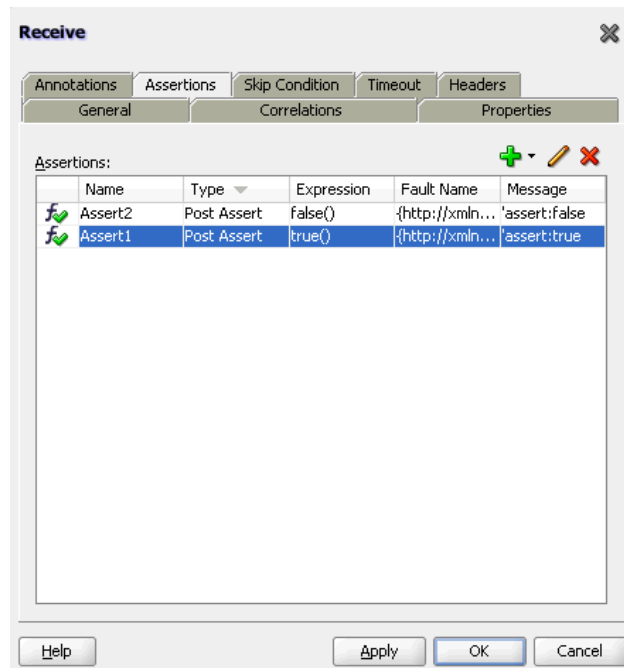 Receive
Annotations Assertions Skip Condition Timeout Headers
General Correlations Properties
Assertions:
Name Type Expression Fault Name Message
Assert2 Post Assert false() {http://xmln... 'assert:false
Assert1 Post Assert true() {http://xmln... 'assert:true
Help Apply OK Cancel